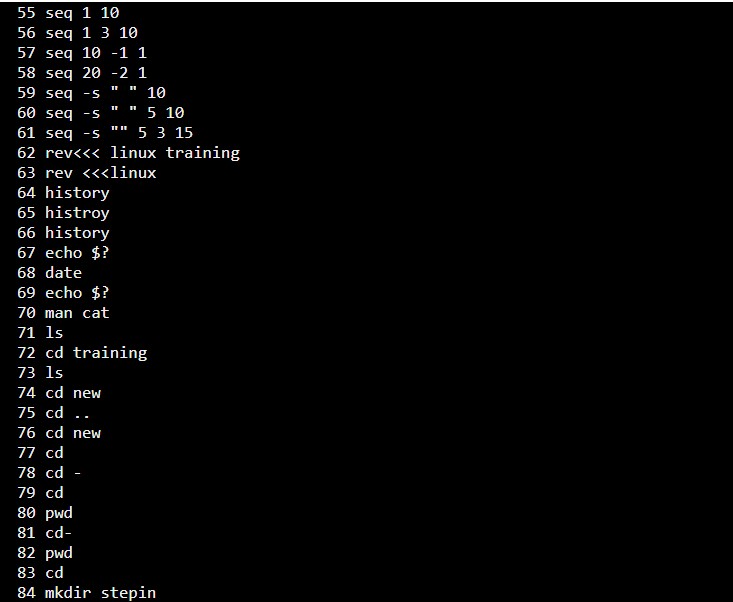 55 seq 1 10
56 seq 1 3 10
57 seq 10 -1 1
58 seq 20 -2 1
59 seq -s " " 10
60 seq -s " " 5 10
61 seq -s "" 5 3 15
62 rev<<< linux training
63 rev <<<linux
64 history
65 histroy
66 history
67 echo $?
68 date
69 echo $?
70 man cat
71 ls
72 cd training
73 ls
74 cd new
75 cd ..
76 cd new
77 cd
78 cd -
79 cd
80 pwd
81 cd-
82 pwd
83 cd
84 mkdir stepin